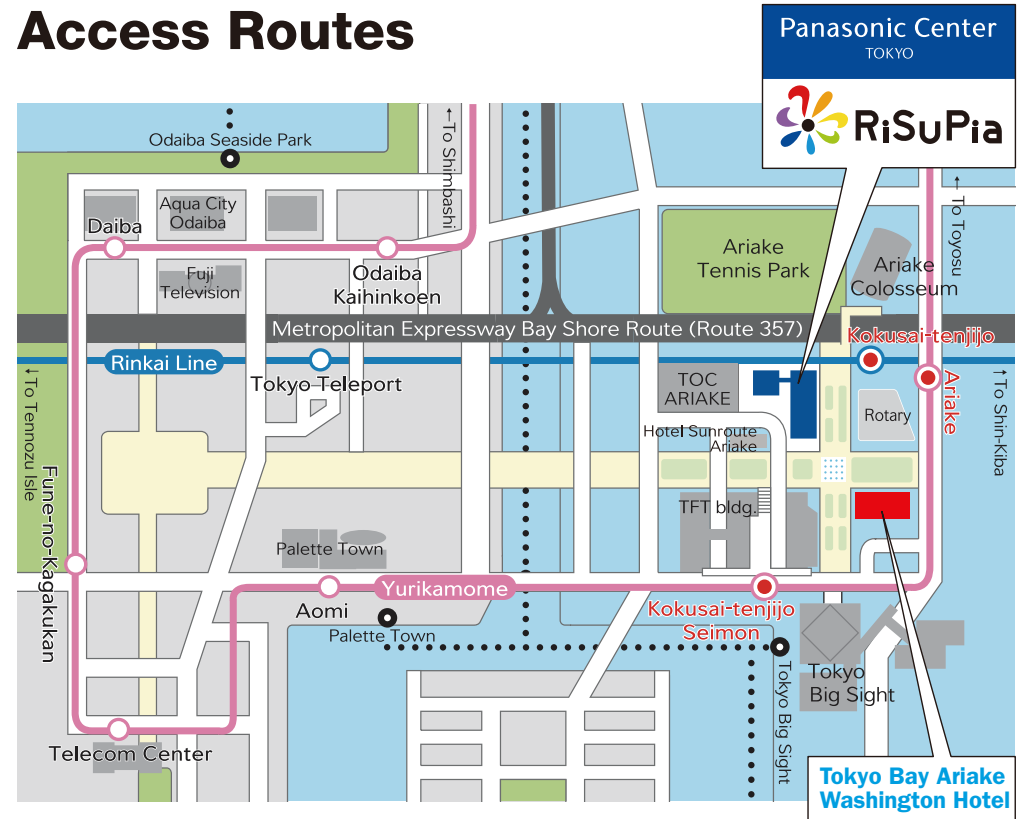 Access Routes
Panasonic Center
TOKYO
RiSuPia
Odaiba Seaside Park
←To Shimbashi
← To Toyosu
Aqua City
Odaiba
Daiba
Odaiba
Kaihinkoen
Fuji
Television
Ariake
Tennis Park
Ariake
Colosseum
Metropolitan Expressway Bay Shore Route (Route 357)
Kokusai-tenjijo
Rinkai Line
Tokyo Teleport
↓To Tennozu Isle
TOC
ARIAKE
Ariake
↑To Shin-Kiba
Rotary
Hotel Sunroute
Ariake
Fune-no-Kagakukan
TFT bldg.
Palette Town
Yurikamome
Aomi
Palette Town
Kokusai-tenjijo
Seimon
Tokyo Big Sight
Tokyo
Big Sight
Telecom Center
Tokyo Bay Ariake
Washington Hotel